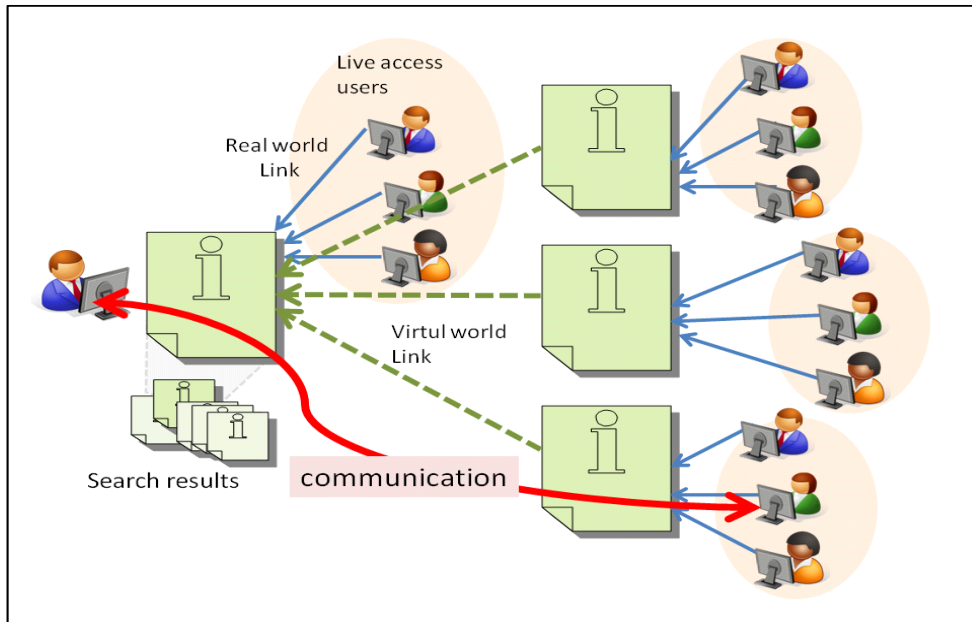 Live access
users
Real world
Link
i
i
i
i
Virtul world
Link
i
Search results
communication